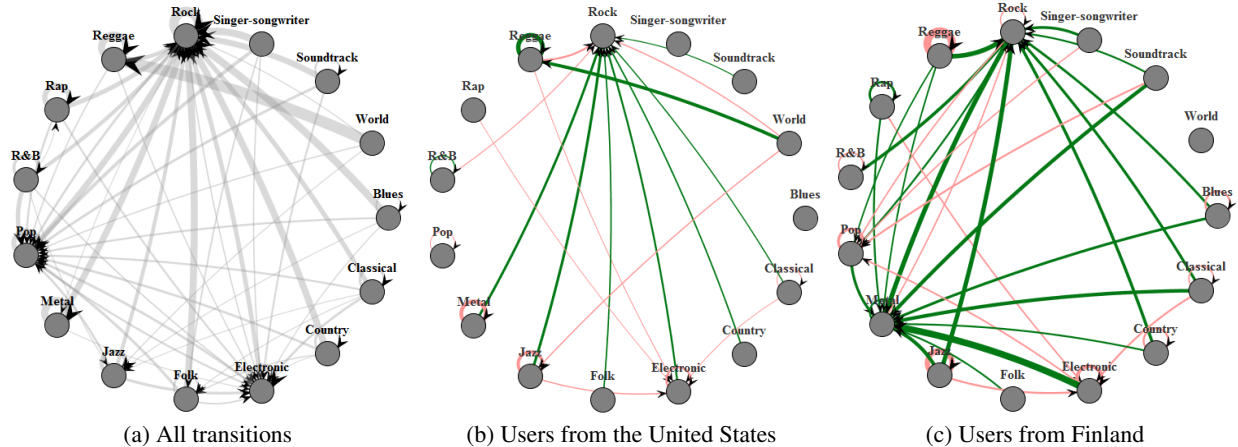 Rock
Singer-songwriter
Reggae
Soundtrack
Rap
World
R&B
Blues
Pop
Classical
Metal
Country
Jazz
Folk
Electronic
(a) All transitions
Rock
Singer-songwriter
Reggae
Soundtrack
Rap
World
R&B
Blues
Pop
Classical
Metal
Country
Jazz
Folk
Electronic
(b) Users from the United States
Rock
Singer-songwriter
Reggae
Soundtrack
Rap
World
R&B
Blues
Pop
Classical
Metal
Country
Jazz
Folk
Electronic
(c) Users from Finland